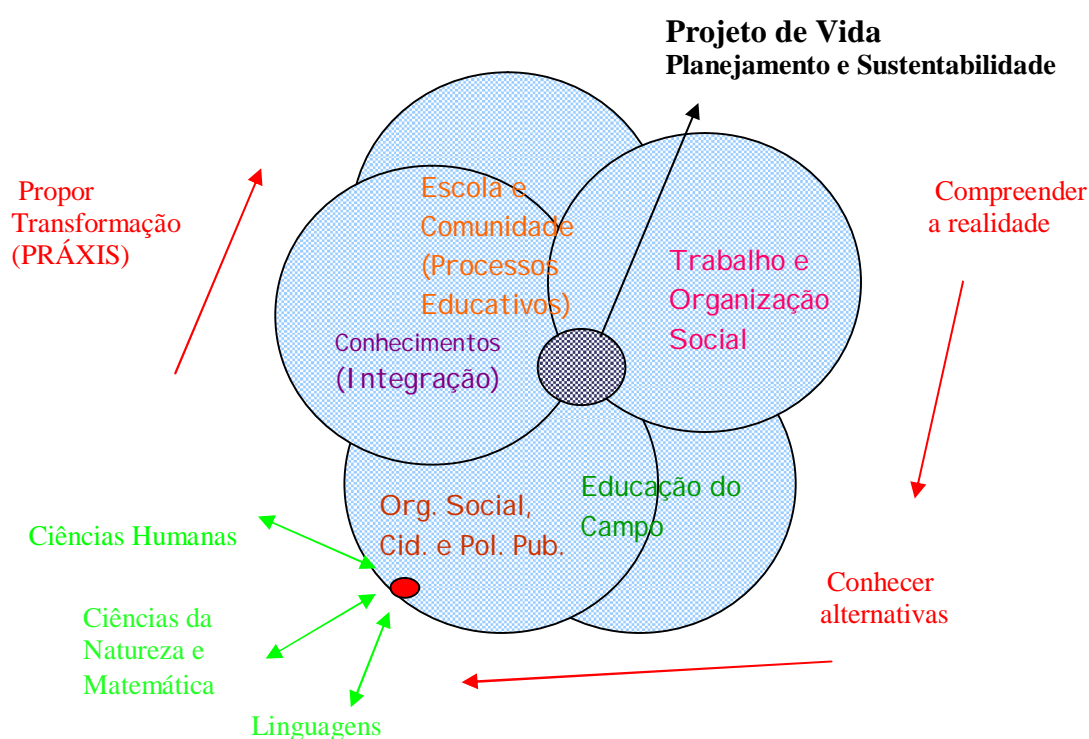 Projeto de Vida
Planejamento e Sustentabilidade
Propor
Transformação
(PRÁXIS)
Escola e
Comunidade
(Processos
Educativos)
Compreender
a realidade
Trabalho e
Organização
Social
Conhecimentos
(Integração)
Educação do
Campo
Org. Social,
Cid. e Pol. Pub.
Ciências Humanas
Conhecer
alternativas
Ciências da
Natureza e
Matemática
Linguagens